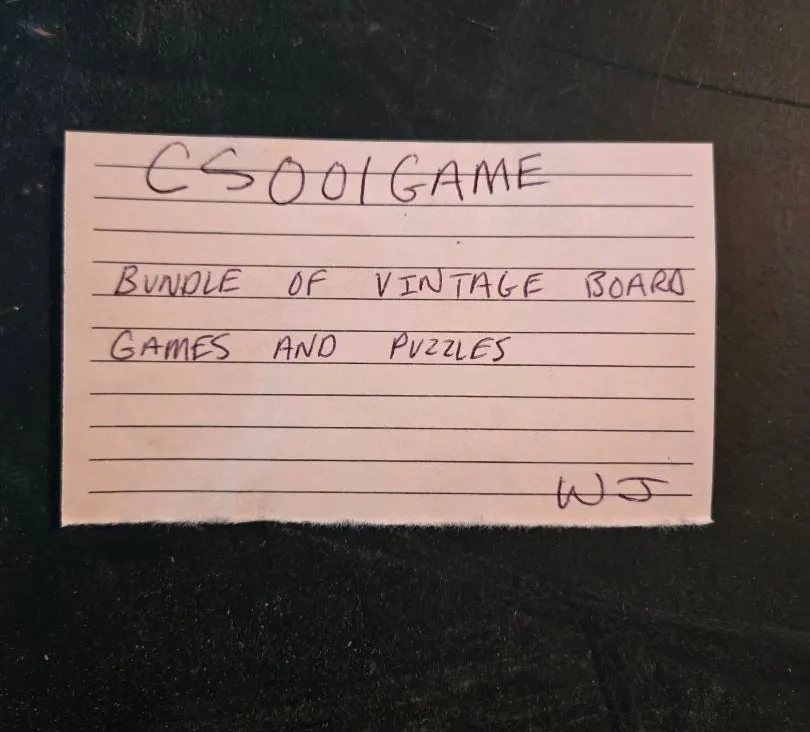 CS001GAME
BUNDLE OF VINTAGE BOARD
GAMES AND PUZZLES
WJ